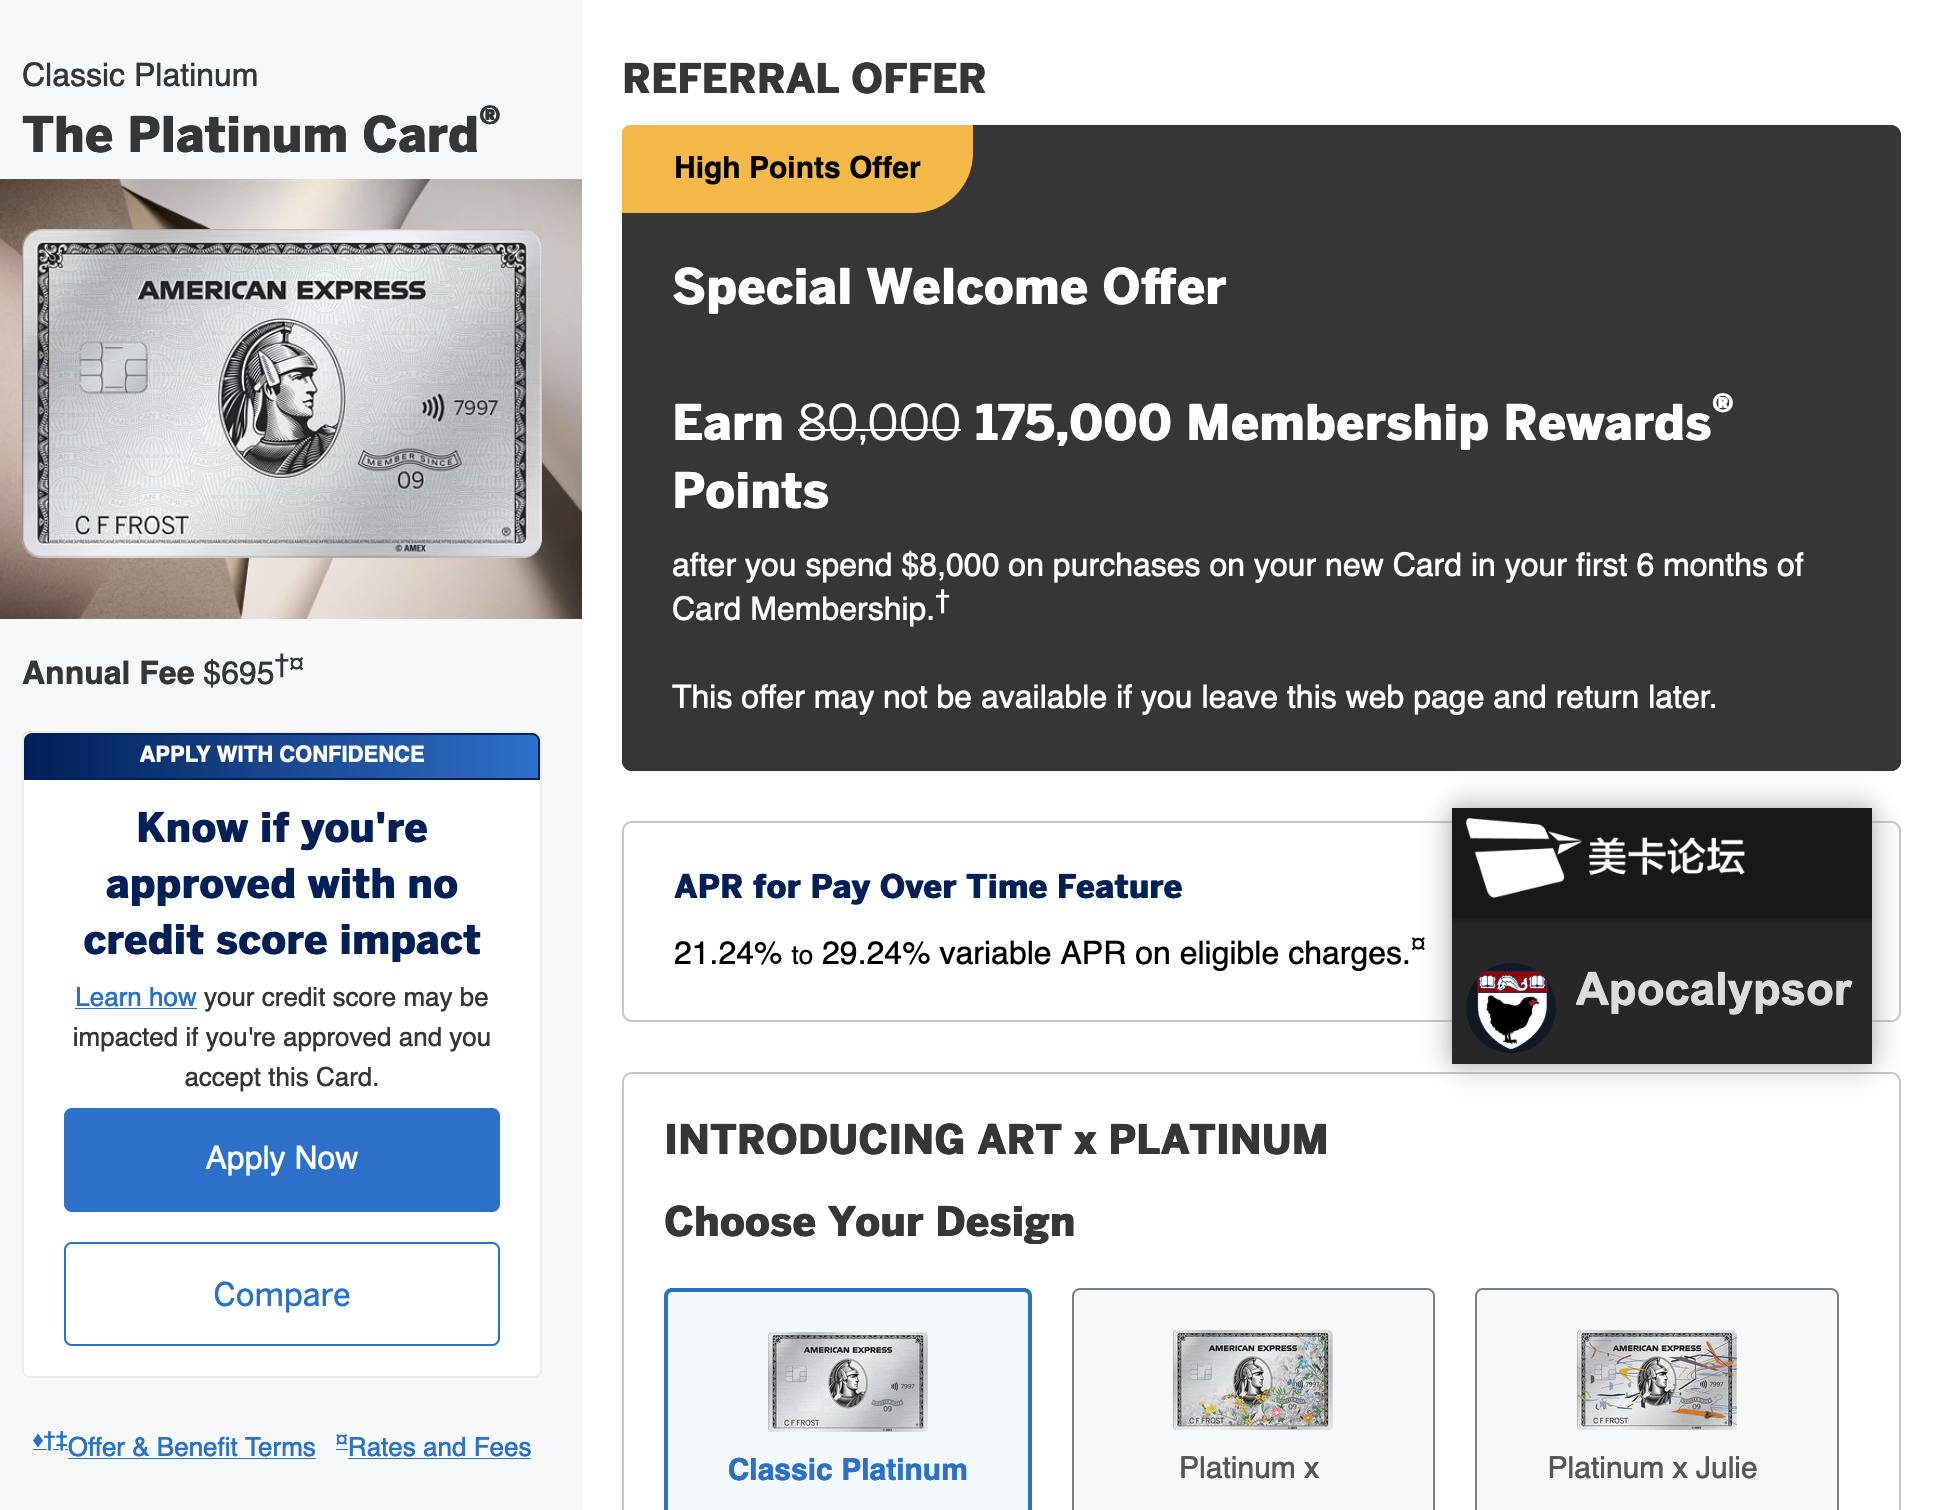 Classic Platinum
The Platinum Card®
AMERICAN EXPRESS
7997
MEMBER SINCE
09
C F FROST
®
© AMEX
Annual Fee $695†¤
APPLY WITH CONFIDENCE
Know if you're
approved with no
credit score impact
Learn how your credit score may be
impacted if you're approved and you
accept this Card.
Apply Now
Compare
♦†‡Offer & Benefit Terms ¤Rates and Fees
REFERRAL OFFER
High Points Offer
Special Welcome Offer
Earn 80,000 175,000 Membership Rewards®
Points
after you spend $8,000 on purchases on your new Card in your first 6 months of
Card Membership.†
This offer may not be available if you leave this web page and return later.
APR for Pay Over Time Feature
21.24% to 29.24% variable APR on eligible charges.¤
美卡论坛
Apocalypsor
INTRODUCING ART x PLATINUM
Choose Your Design
AMERICAN EXPRESS
7997
09
C F FROST
Classic Platinum
AMERICAN EXPRESS
7997
09
C F FROST
Platinum x
AMERICAN EXPRESS
7997
09
C F FROST
Platinum x Julie